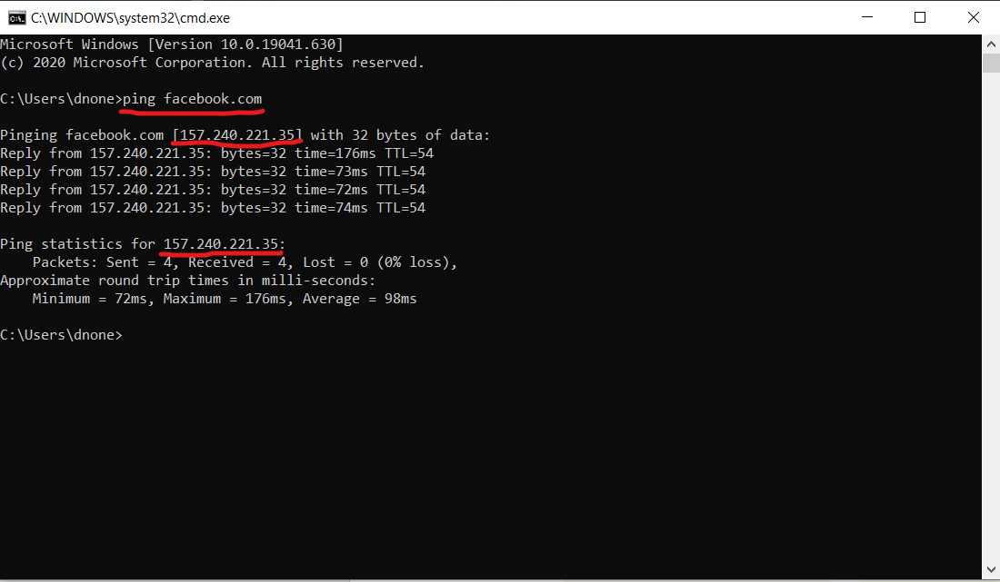 C:\WINDOWS\system32\cmd.exe
Microsoft Windows [Version 10.0.19041.630]
(c) 2020 Microsoft Corporation. All rights reserved.
C:\Users\dnone>ping facebook.com
Pinging facebook.com [157.240.221.35] with 32 bytes of data:
Reply from 157.240.221.35: bytes=32 time=176ms TTL=54
Reply from 157.240.221.35: bytes=32 time=73ms TTL=54
Reply from 157.240.221.35: bytes=32 time=72ms TTL=54
Reply from 157.240.221.35: bytes=32 time=74ms TTL=54
Ping statistics for 157.240.221.35:
    Packets: Sent = 4, Received = 4, Lost = 0 (0% loss),
Approximate round trip times in milli-seconds:
    Minimum = 72ms, Maximum = 176ms, Average = 98ms
C:\Users\dnone>